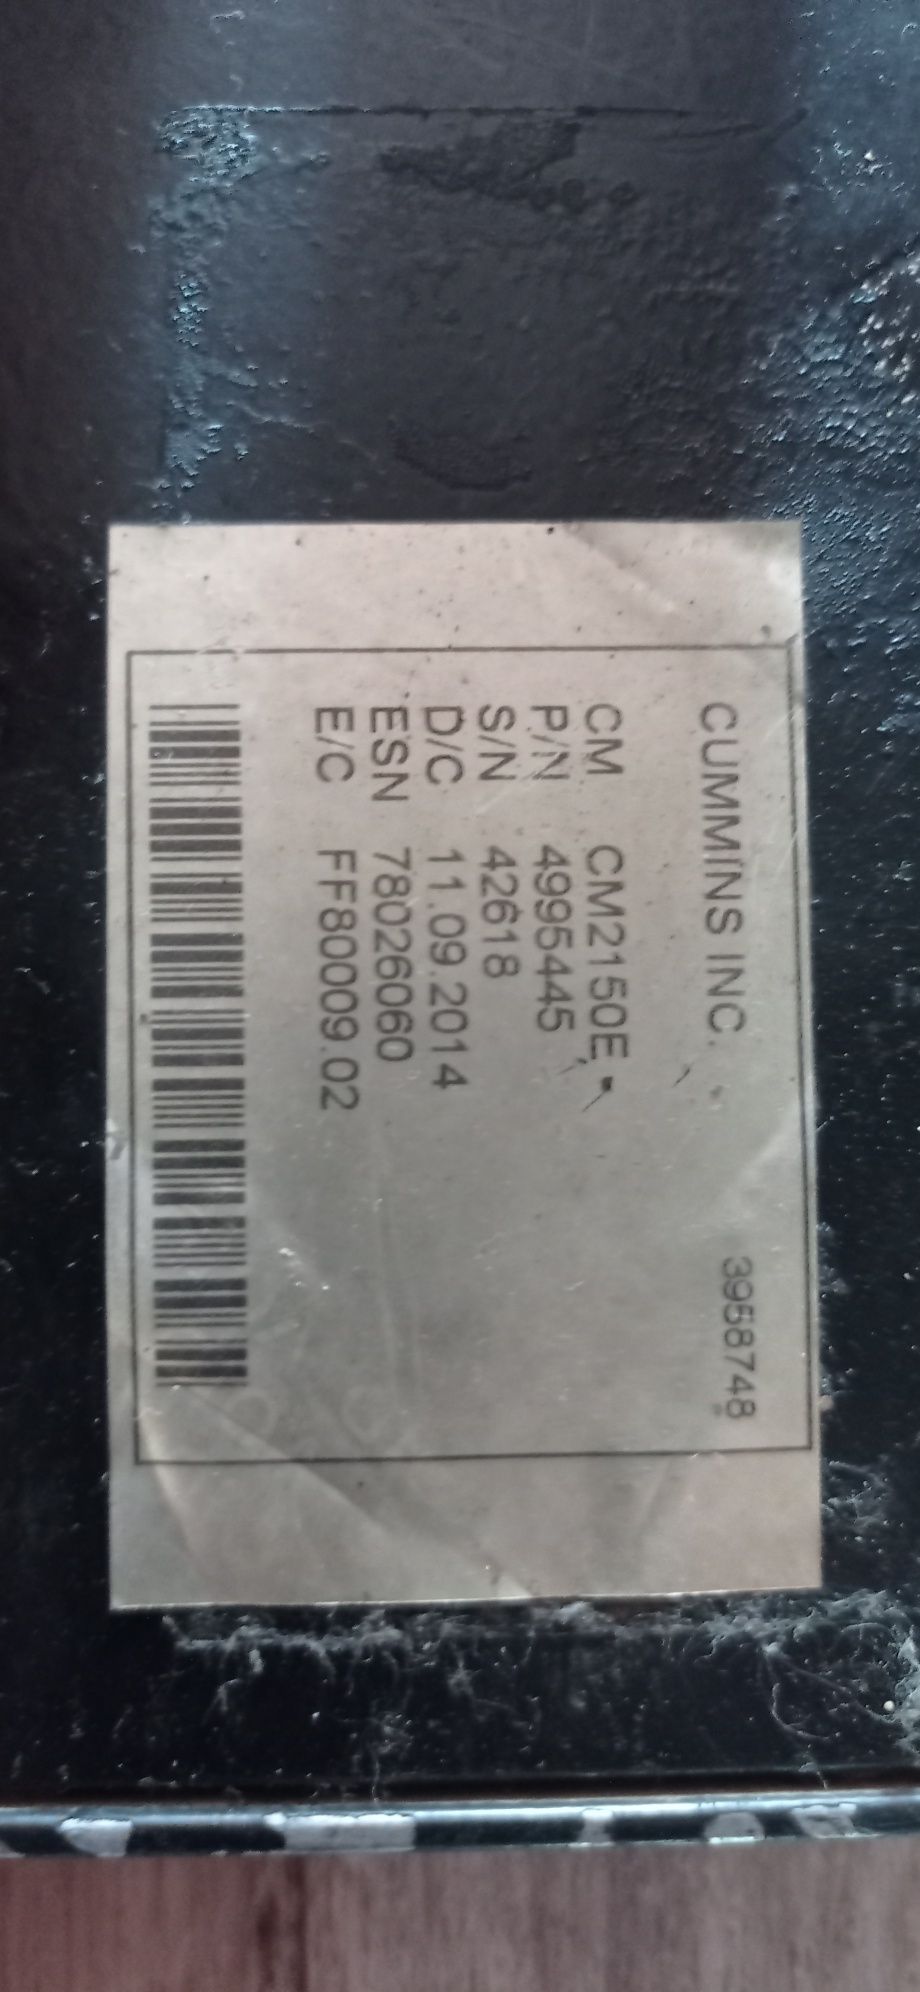 CUMMINS INC. 3958748
CM CM2150E
P/N 4995445
S/N 42618
D/C 11.09.2014
ESN 78026060
E/C FF80009.02